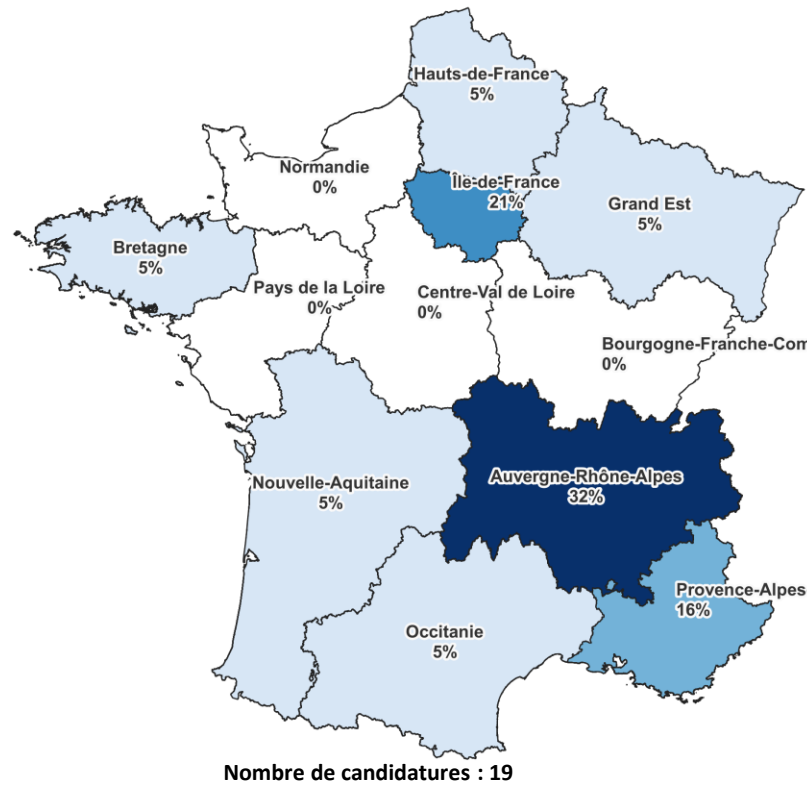 Hauts-de-France
5%
Normandie
0%
Île-de-France
21%
Grand Est
5%
Bretagne
5%
Pays de la Loire
0%
Centre-Val de Loire
0%
Bourgogne-Franche-Com
0%
Nouvelle-Aquitaine
5%
Auvergne-Rhône-Alpes
32%
Provence-Alpes
16%
Occitanie
5%
Nombre de candidatures : 19